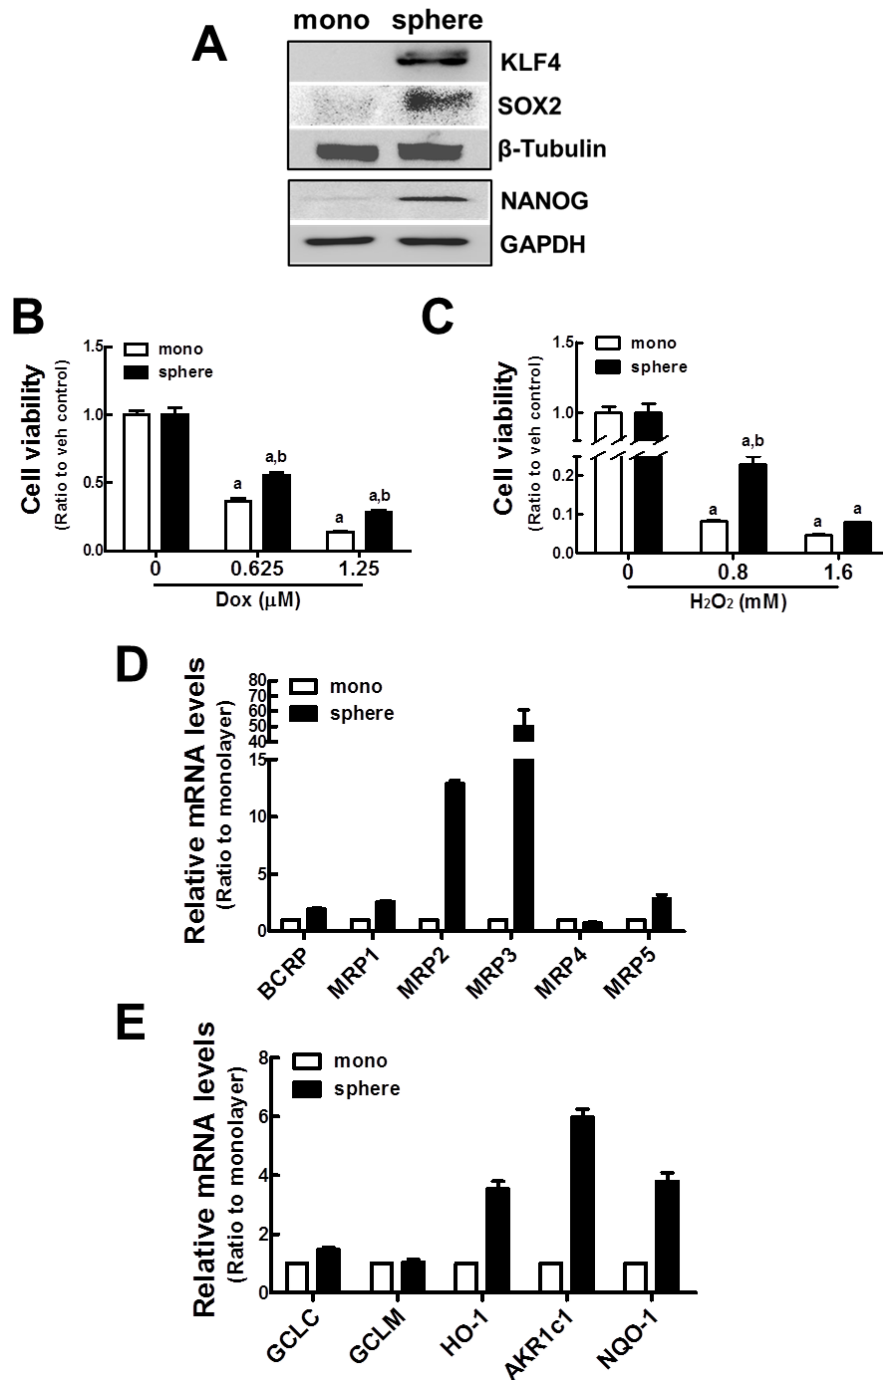 A
mono sphere
KLF4
SOX2
β-Tubulin
NANOG
GAPDH
B
Cell viability
(Ratio to veh control)
1.5
1.0
0.5
0.0
mono
sphere
a
a,b
a
a,b
0 0.625 1.25
Dox (μM)
C
Cell viability
(Ratio to veh control)
1.5
1.0
0.2
0.1
0.0
mono
sphere
a
a,b
a
a
0 0.8 1.6
H₂O₂ (mM)
D
Relative mRNA levels
(Ratio to monolayer)
80
70
60
50
40
15
10
5
0
mono
sphere
BCRP MRP1 MRP2 MRP3 MRP4 MRP5
E
Relative mRNA levels
(Ratio to monolayer)
8
6
4
2
0
mono
sphere
GCLC GCLM HO-1 AKR1c1 NQO-1